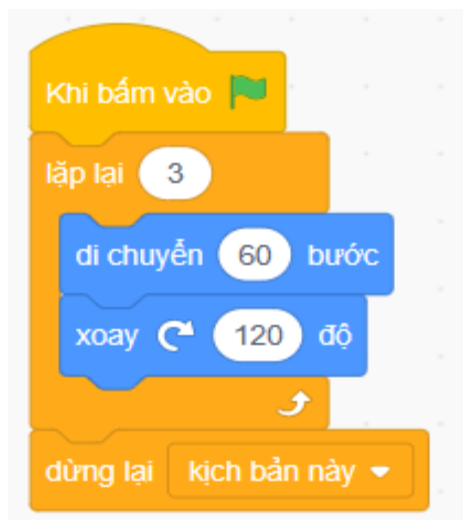 Khi bấm vào
lặp lại 3
di chuyển 60 bước
xoay 120 độ
dừng lại kịch bản này